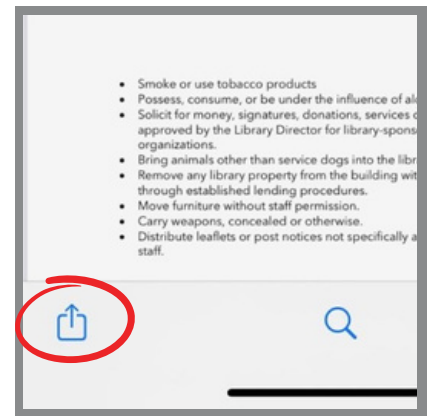 • Smoke or use tobacco products
• Possess, consume, or be under the influence of
• Solicit for money, signatures, donations, services
approved by the Library Director for
organizations.
• Bring animals other than service dogs into the
• Remove any library property from the building
through established lending procedures.
• Move furniture without staff permission.
• Carry weapons, concealed or otherwise.
• Distribute leaflets or post notices not specifically
staff.